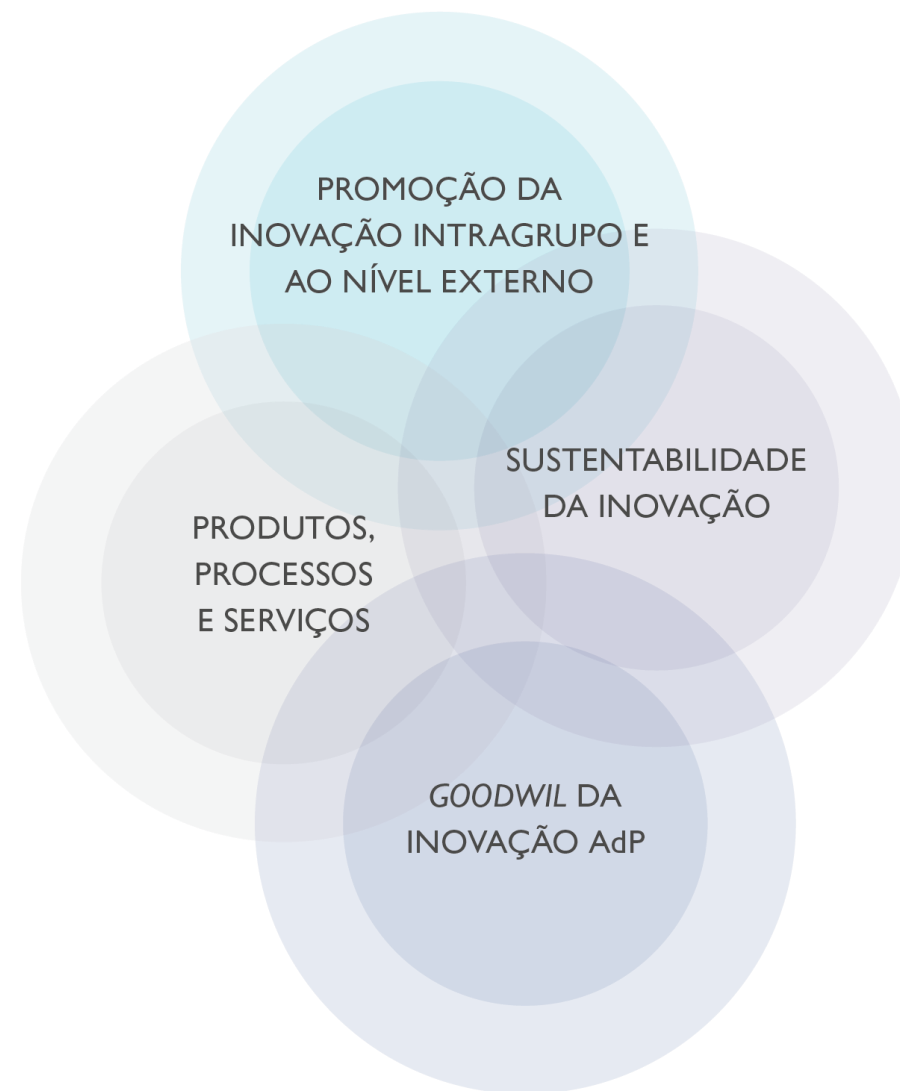 PROMOÇÃO DA
INOVAÇÃO INTRAGRUPO E
AO NÍVEL EXTERNO
SUSTENTABILIDADE
DA INOVAÇÃO
PRODUTOS,
PROCESSOS
E SERVIÇOS
GOODWIL DA
INOVAÇÃO AdP